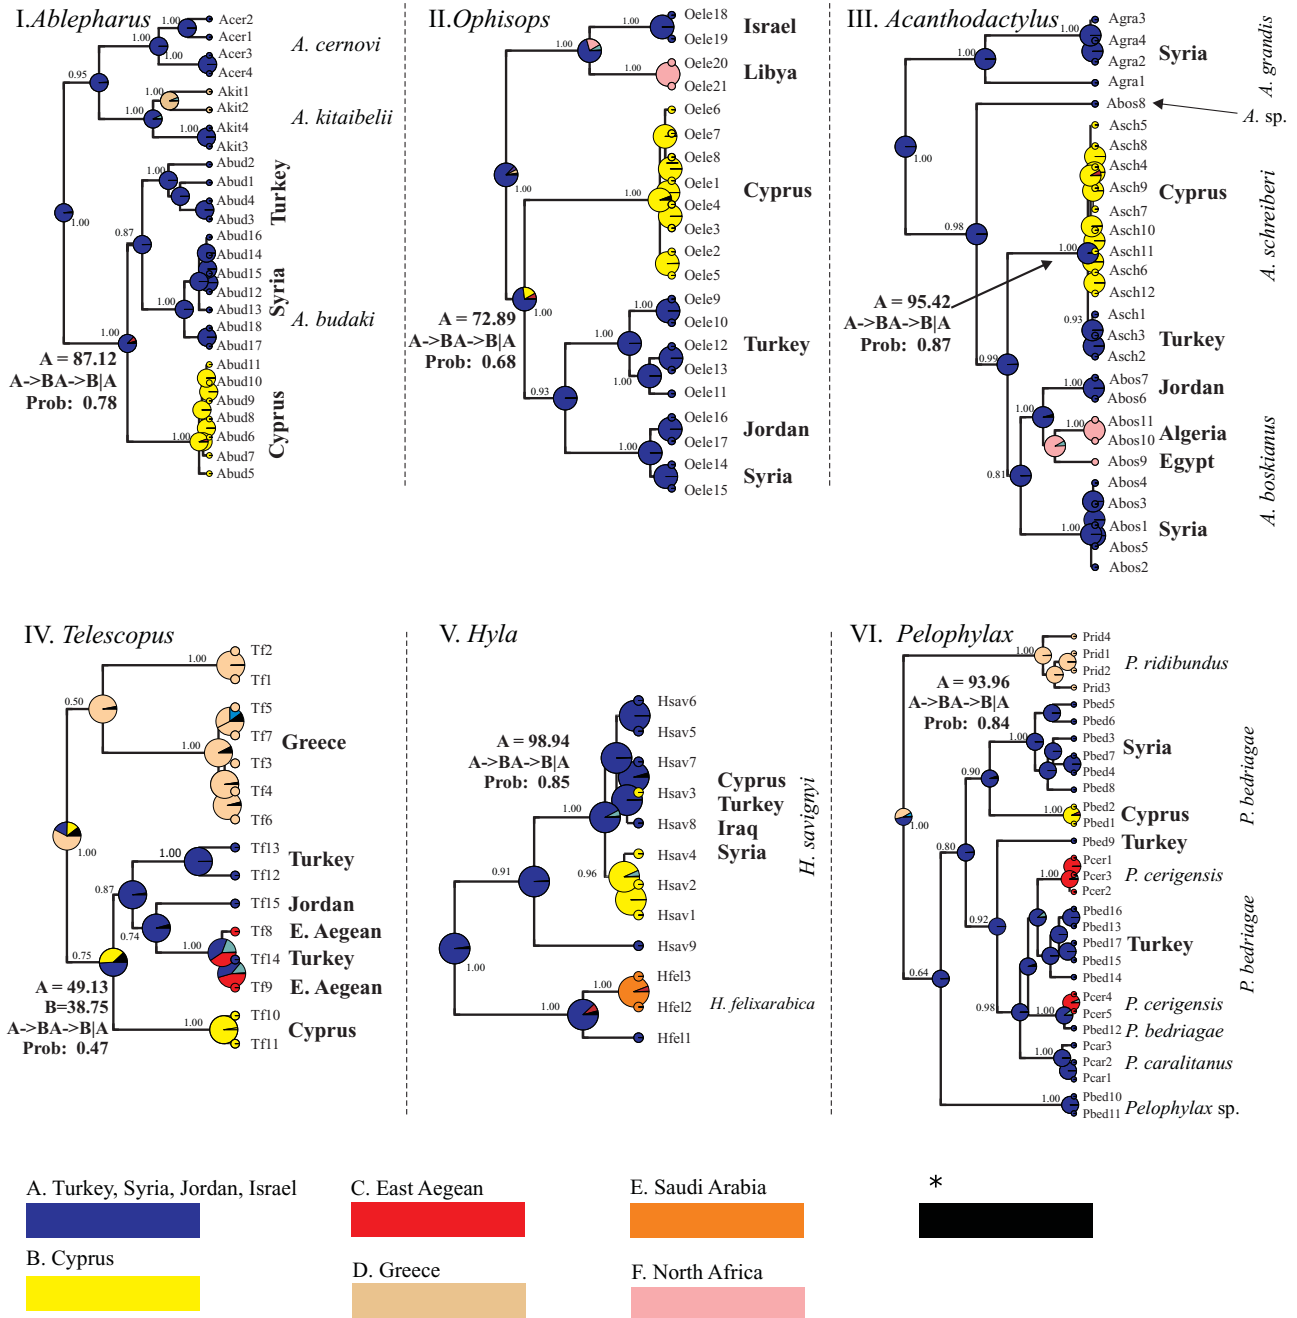 I. Ablepharus
1.00
Acer2
Acer1
1.00
Acer3
1.00
Acer4
A. cernovi
0.95
1.00
Akit1
Akit2
1.00
Akit4
1.00
Akit3
A. kitaibelii
1.00
Abud2
1.00
Abud1
Abud4
Abud3
Turkey
0.87
Abud16
Abud14
Abud15
Abud12
1.00
Abud13
Abud18
Abud17
Syria
A. budaki
1.00
A = 87.12
A->BA->B|A
Prob: 0.78
Abud11
Abud10
Abud9
Abud8
1.00
Abud6
Abud7
Abud5
Cyprus
II. Ophisops
Oele18
1.00
Oele19
Israel
1.00
Oele20
Oele21
Libya
1.00
Oele6
Oele7
Oele8
Oele1
1.00
Oele4
Oele3
Oele2
Oele5
Cyprus
1.00
A = 72.89
A->BA->B|A
Prob: 0.68
Oele9
1.00
Oele10
Oele12
Oele13
1.00
Oele11
Turkey
0.93
Oele16
Oele17
Jordan
1.00
Oele14
Oele15
Syria
III. Acanthodactylus
Agra3
1.00
Agra4
Agra2
Agra1
Syria
A. grandis
1.00
Abos8
A. sp.
0.98
Asch5
Asch8
Asch4
Asch9
Asch7
Asch10
1.00
Asch11
Asch6
Asch12
Cyprus
A. schreiberi
A = 95.42
A->BA->B|A
Prob: 0.87
Asch1
0.93
Asch3
Asch2
Turkey
0.99
Abos7
1.00
Abos6
Jordan
1.00
Abos11
1.00
Abos10
Algeria
Abos9
Egypt
0.81
Abos4
Abos3
1.00
Abos1
Abos5
Abos2
Syria
A. boskianus
IV. Telescopus
Tf2
1.00
Tf1
0.50
Tf5
Tf7
1.00
Tf3
Tf4
Tf6
Greece
1.00
Tf13
1.00
Tf12
Turkey
0.87
Tf15
Jordan
0.74
Tf8
E. Aegean
1.00
Tf14
Turkey
Tf9
E. Aegean
0.75
A = 49.13
B=38.75
A->BA->B|A
Prob: 0.47
Tf10
1.00
Tf11
Cyprus
V. Hyla
Hsav6
Hsav5
Hsav7
Hsav3
1.00
Hsav8
A = 98.94
A->BA->B|A
Prob: 0.85
Cyprus
Turkey
Iraq
Syria
H. savignyi
Hsav4
0.96
Hsav2
Hsav1
0.91
Hsav9
1.00
Hfel3
1.00
Hfel2
1.00
Hfel1
H. felixarabica
VI. Pelophylax
Prid4
1.00
Prid1
Prid2
Prid3
P. ridibundus
A = 93.96
A->BA->B|A
Prob: 0.84
Pbed5
1.00
Pbed6
Pbed3
Pbed7
Pbed4
Pbed8
Syria
P. bedriagae
0.90
Pbed2
1.00
Pbed1
Cyprus
1.00
Pbed9
Turkey
0.80
Pcer1
1.00
Pcer3
Pcer2
P. cerigensis
0.92
Pbed16
Pbed13
Pbed17
Pbed15
Pbed14
Turkey
P. bedriagae
0.64
0.98
Pcer4
1.00
Pcer5
P. cerigensis
Pbed12
P. bedriagae
Pcar3
1.00
Pcar2
Pcar1
P. caralitanus
Pbed10
1.00
Pbed11
Pelophylax sp.
A. Turkey, Syria, Jordan, Israel
C. East Aegean
E. Saudi Arabia
*
B. Cyprus
D. Greece
F. North Africa